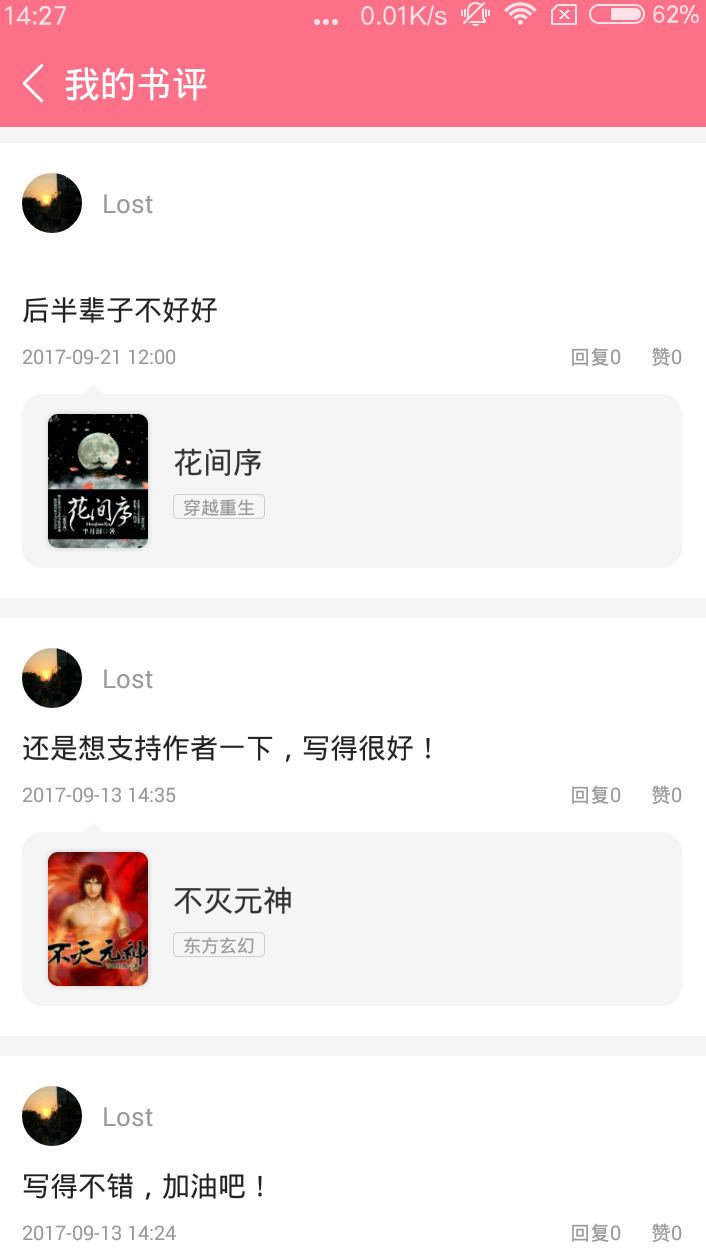 14:27 ... 0.01K/s 62%
我的书评
Lost
后半辈子不好好
2017-09-21 12:00 回复0 赞0
花间序
穿越重生
花间序
半月泪◎著
Lost
还是想支持作者一下，写得很好！
2017-09-13 14:35 回复0 赞0
不灭元神
东方玄幻
不灭元神
Lost
写得不错，加油吧！
2017-09-13 14:24 回复0 赞0